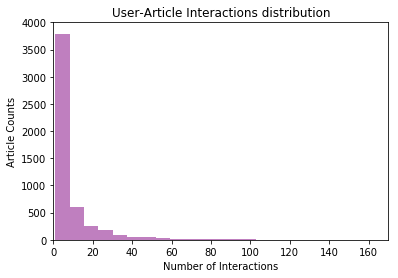 User-Article Interactions distribution
4000
3500
3000
2500
2000
1500
1000
500
0
Article Counts
0 20 40 60 80 100 120 140 160
Number of Interactions